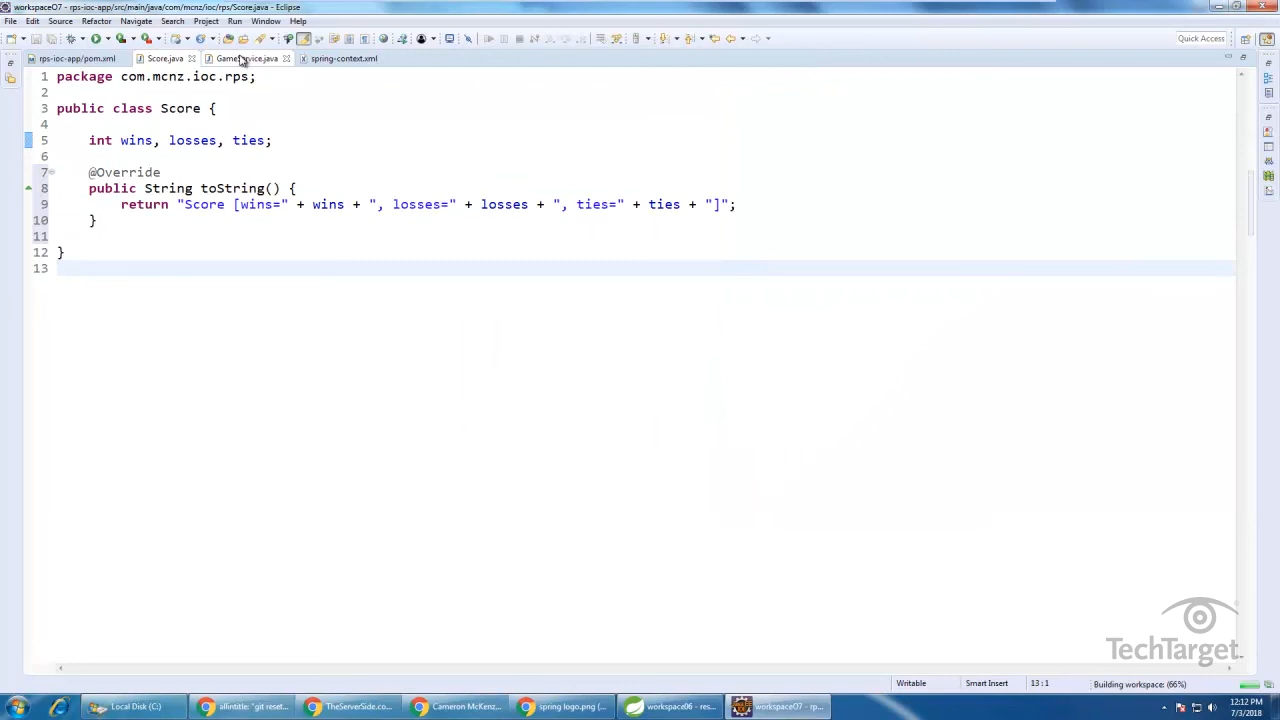 workspaceO7 - rps-ioc-app/src/main/java/com/mcnz/ioc/rps/Score.java - Eclipse
File Edit Source Refactor Navigate Search Project Run Window Help
Quick Access
rps-ioc-app/pom.xml Score.java GameService.java spring-context.xml
1 package com.mcnz.ioc.rps;
2
3 public class Score {
4
5 int wins, losses, ties;
6
7 @Override
8 public String toString() {
9 return "Score [wins=" + wins + ", losses=" + losses + ", ties=" + ties + "]";
10 }
11
12 }
13
TechTarget
Writable Smart Insert 13 : 1 Building workspace: (66%)
Local Disk (C:) allintitle: "git reset... TheServerSide.co... Cameron McKenz... spring logo.png (... workspace06 - res... workspaceO7 - rp... 12:12 PM
7/3/2018